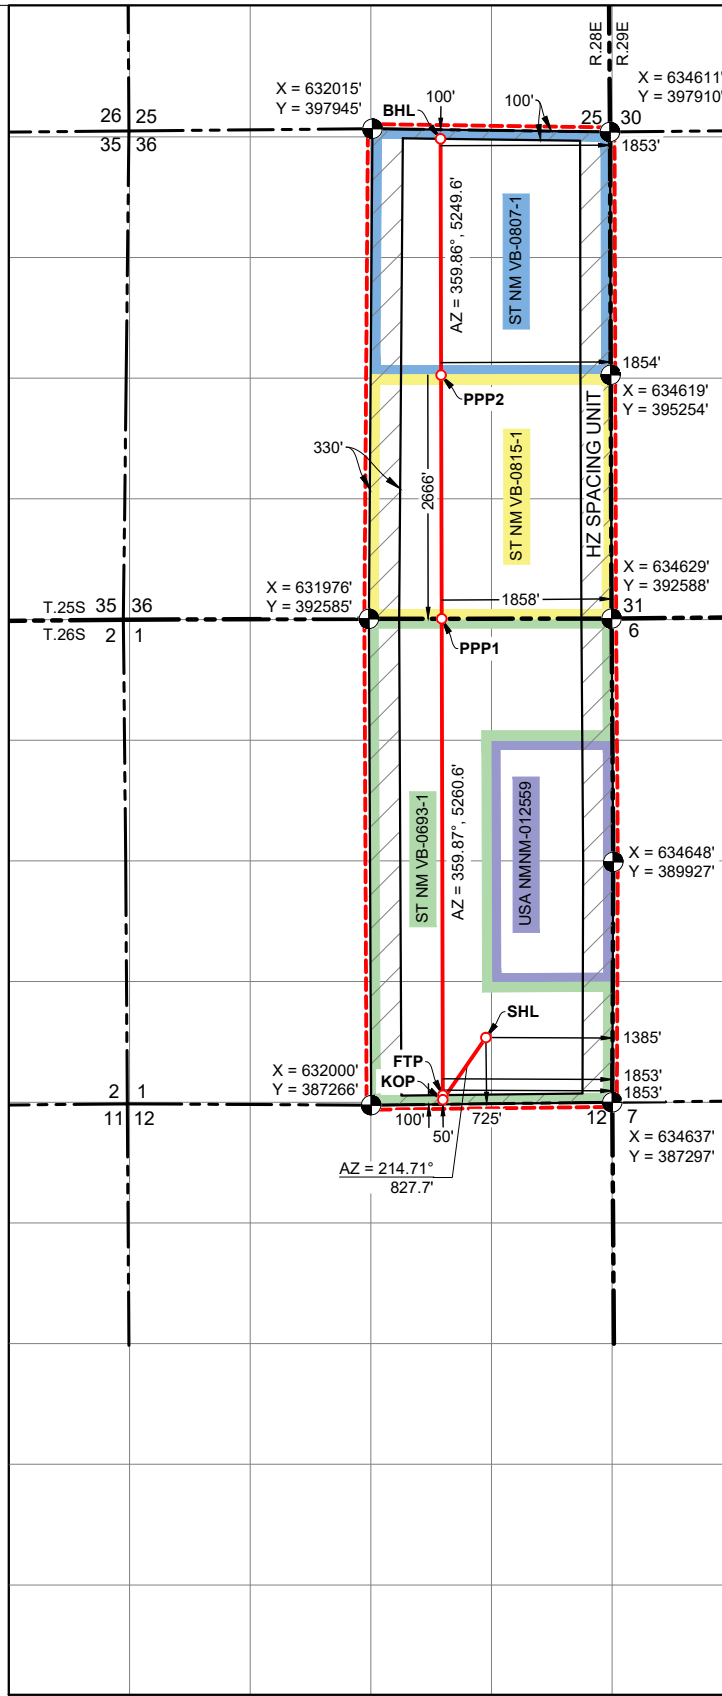 R.28E
R.29E
X = 632015'
Y = 397945'
BHL
100'
100'
X = 634611'
Y = 397910'
26 25
25 30
35 36
1853'
AZ = 359.86°, 5249.6'
ST NM VB-0807-1
1854'
PPP2
X = 634619'
Y = 395254'
HZ SPACING UNIT
330'
2666'
ST NM VB-0815-1
X = 634629'
Y = 392588'
X = 631976'
Y = 392585'
1858'
T.25S 35 36
31
T.26S 2 1
6
PPP1
ST NM VB-0693-1
AZ = 359.87°, 5260.6'
USA NMNM-012559
X = 634648'
Y = 389927'
SHL
1385'
FTP
X = 632000'
Y = 387266'
KOP
1853'
1853'
2 1
11 12
100'
50'
725'
12 7
X = 634637'
Y = 387297'
AZ = 214.71°
827.7'